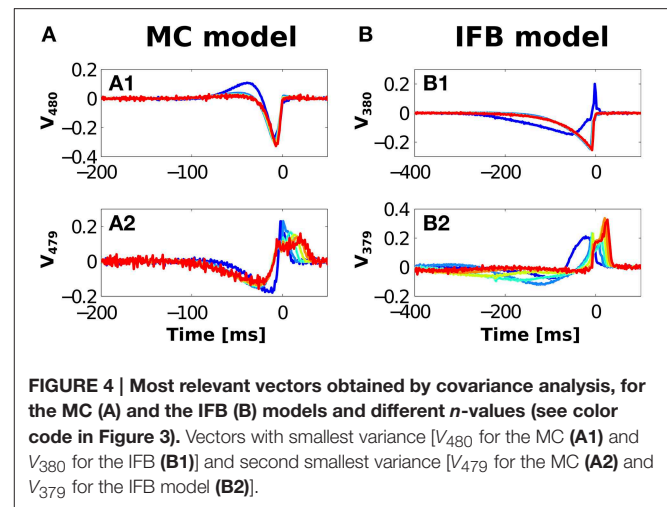 A MC model B IFB model
A1 B1
0.2 0.2
0 0
−0.2 −0.2
−0.4
V480 V380
−200 −100 0 −400 −200 0
A2 B2
0.2 0.4
0 0.2
−0.2 0
−0.2
V479 V379
−200 −100 0 −400 −200 0
Time [ms] Time [ms]
FIGURE 4 | Most relevant vectors obtained by covariance analysis, for
the MC (A) and the IFB (B) models and different n-values (see color
code in Figure 3). Vectors with smallest variance [V480 for the MC (A1) and
V380 for the IFB (B1)] and second smallest variance [V479 for the MC (A2) and
V379 for the IFB model (B2)].